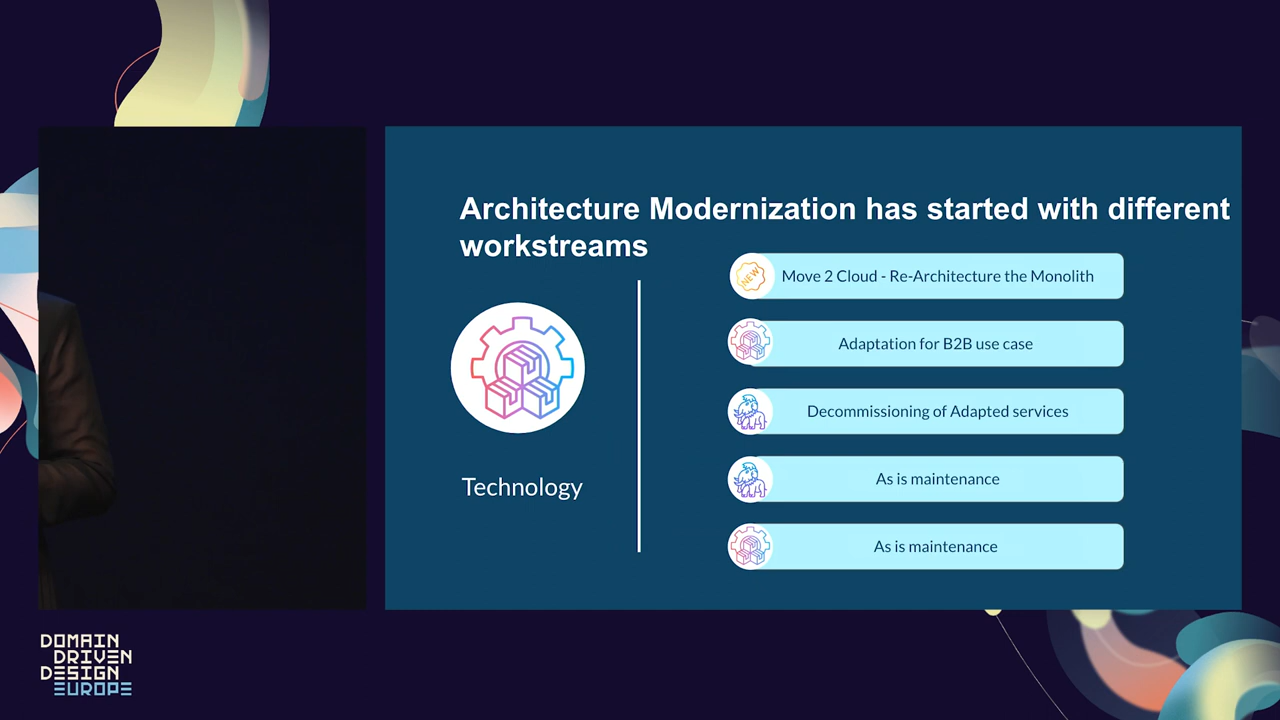 Architecture Modernization has started with different
workstreams
NEW
Move 2 Cloud - Re-Architecture the Monolith
Adaptation for B2B use case
Decommissioning of Adapted services
As is maintenance
As is maintenance
Technology
DOMAIN
DRIVEN
DESIGN
EUROPE